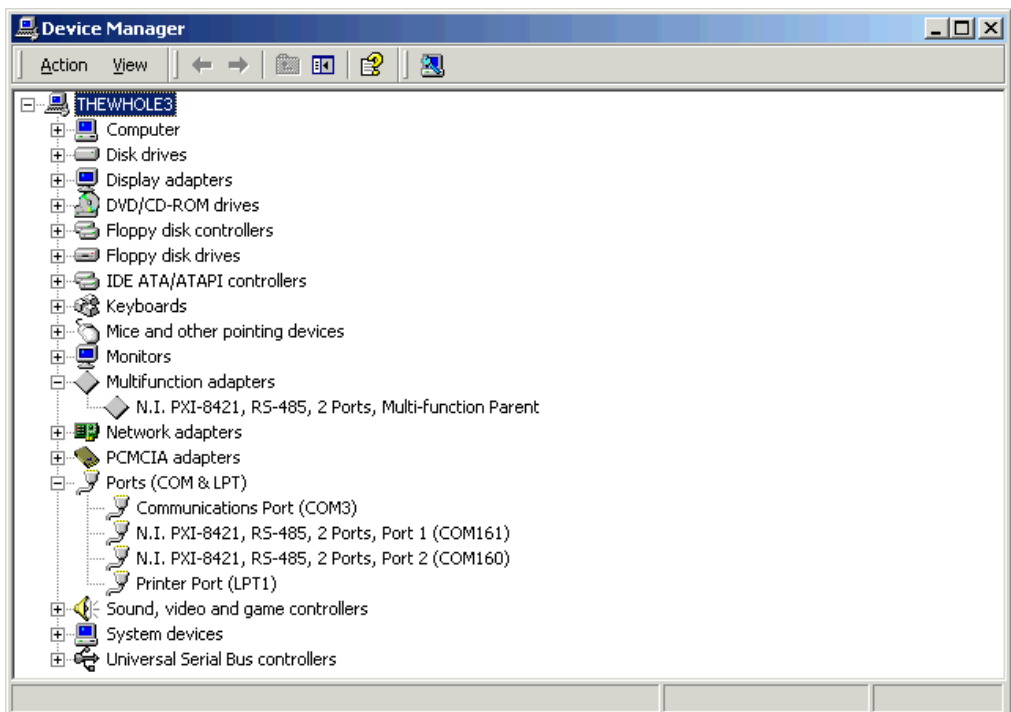 Device Manager
Action View
THEWHOLE3
Computer
Disk drives
Display adapters
DVD/CD-ROM drives
Floppy disk controllers
Floppy disk drives
IDE ATA/ATAPI controllers
Keyboards
Mice and other pointing devices
Monitors
Multifunction adapters
N.I. PXI-8421, RS-485, 2 Ports, Multi-function Parent
Network adapters
PCMCIA adapters
Ports (COM & LPT)
Communications Port (COM3)
N.I. PXI-8421, RS-485, 2 Ports, Port 1 (COM161)
N.I. PXI-8421, RS-485, 2 Ports, Port 2 (COM160)
Printer Port (LPT1)
Sound, video and game controllers
System devices
Universal Serial Bus controllers